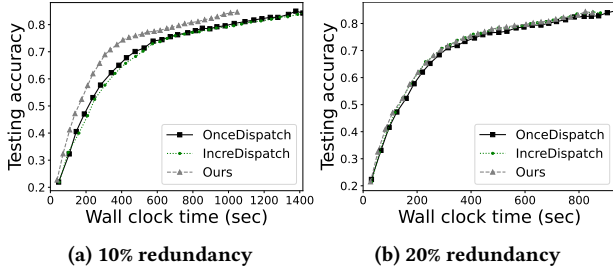 Testing accuracy
0.8
0.7
0.6
0.5
0.4
0.3
0.2
OnceDispatch
IncreDispatch
Ours
0 200 400 600 800 1000 1200 1400
Wall clock time (sec)
(a) 10% redundancy
Testing accuracy
0.8
0.7
0.6
0.5
0.4
0.3
0.2
OnceDispatch
IncreDispatch
Ours
0 200 400 600 800
Wall clock time (sec)
(b) 20% redundancy